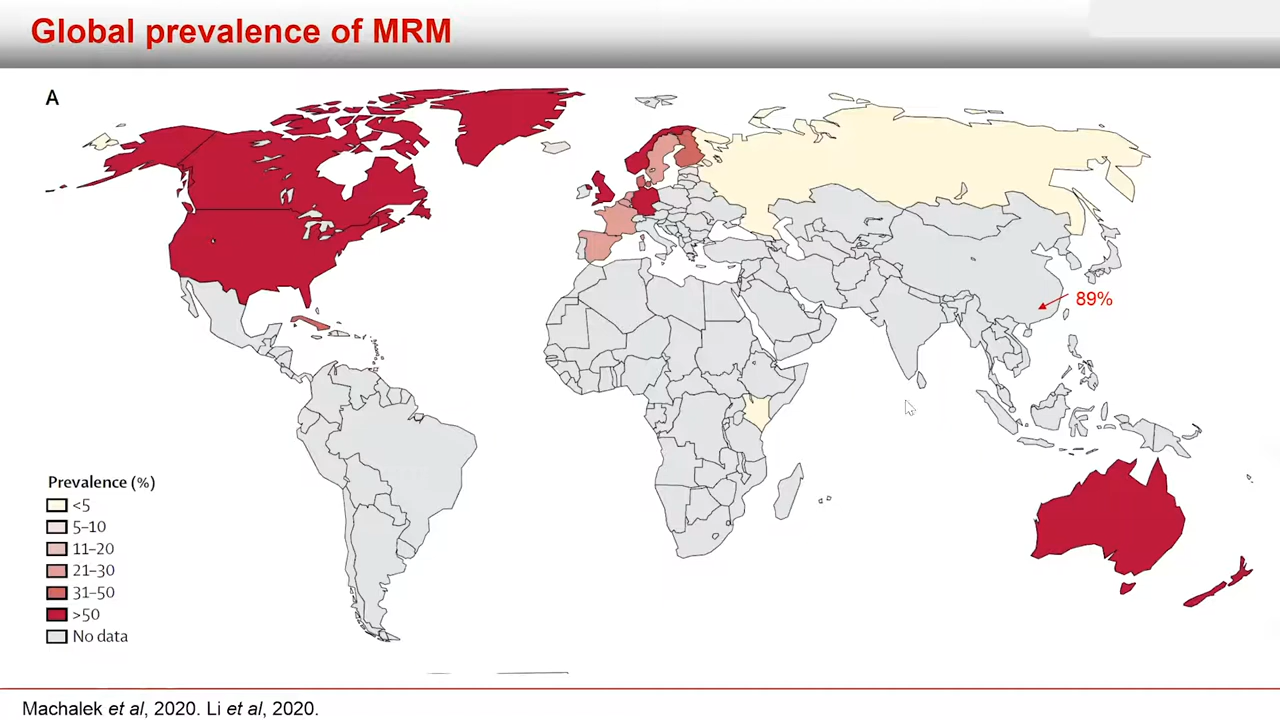 Global prevalence of MRM
A
89%
Prevalence (%)
<5
5–10
11–20
21–30
31–50
>50
No data
Machalek et al, 2020. Li et al, 2020.